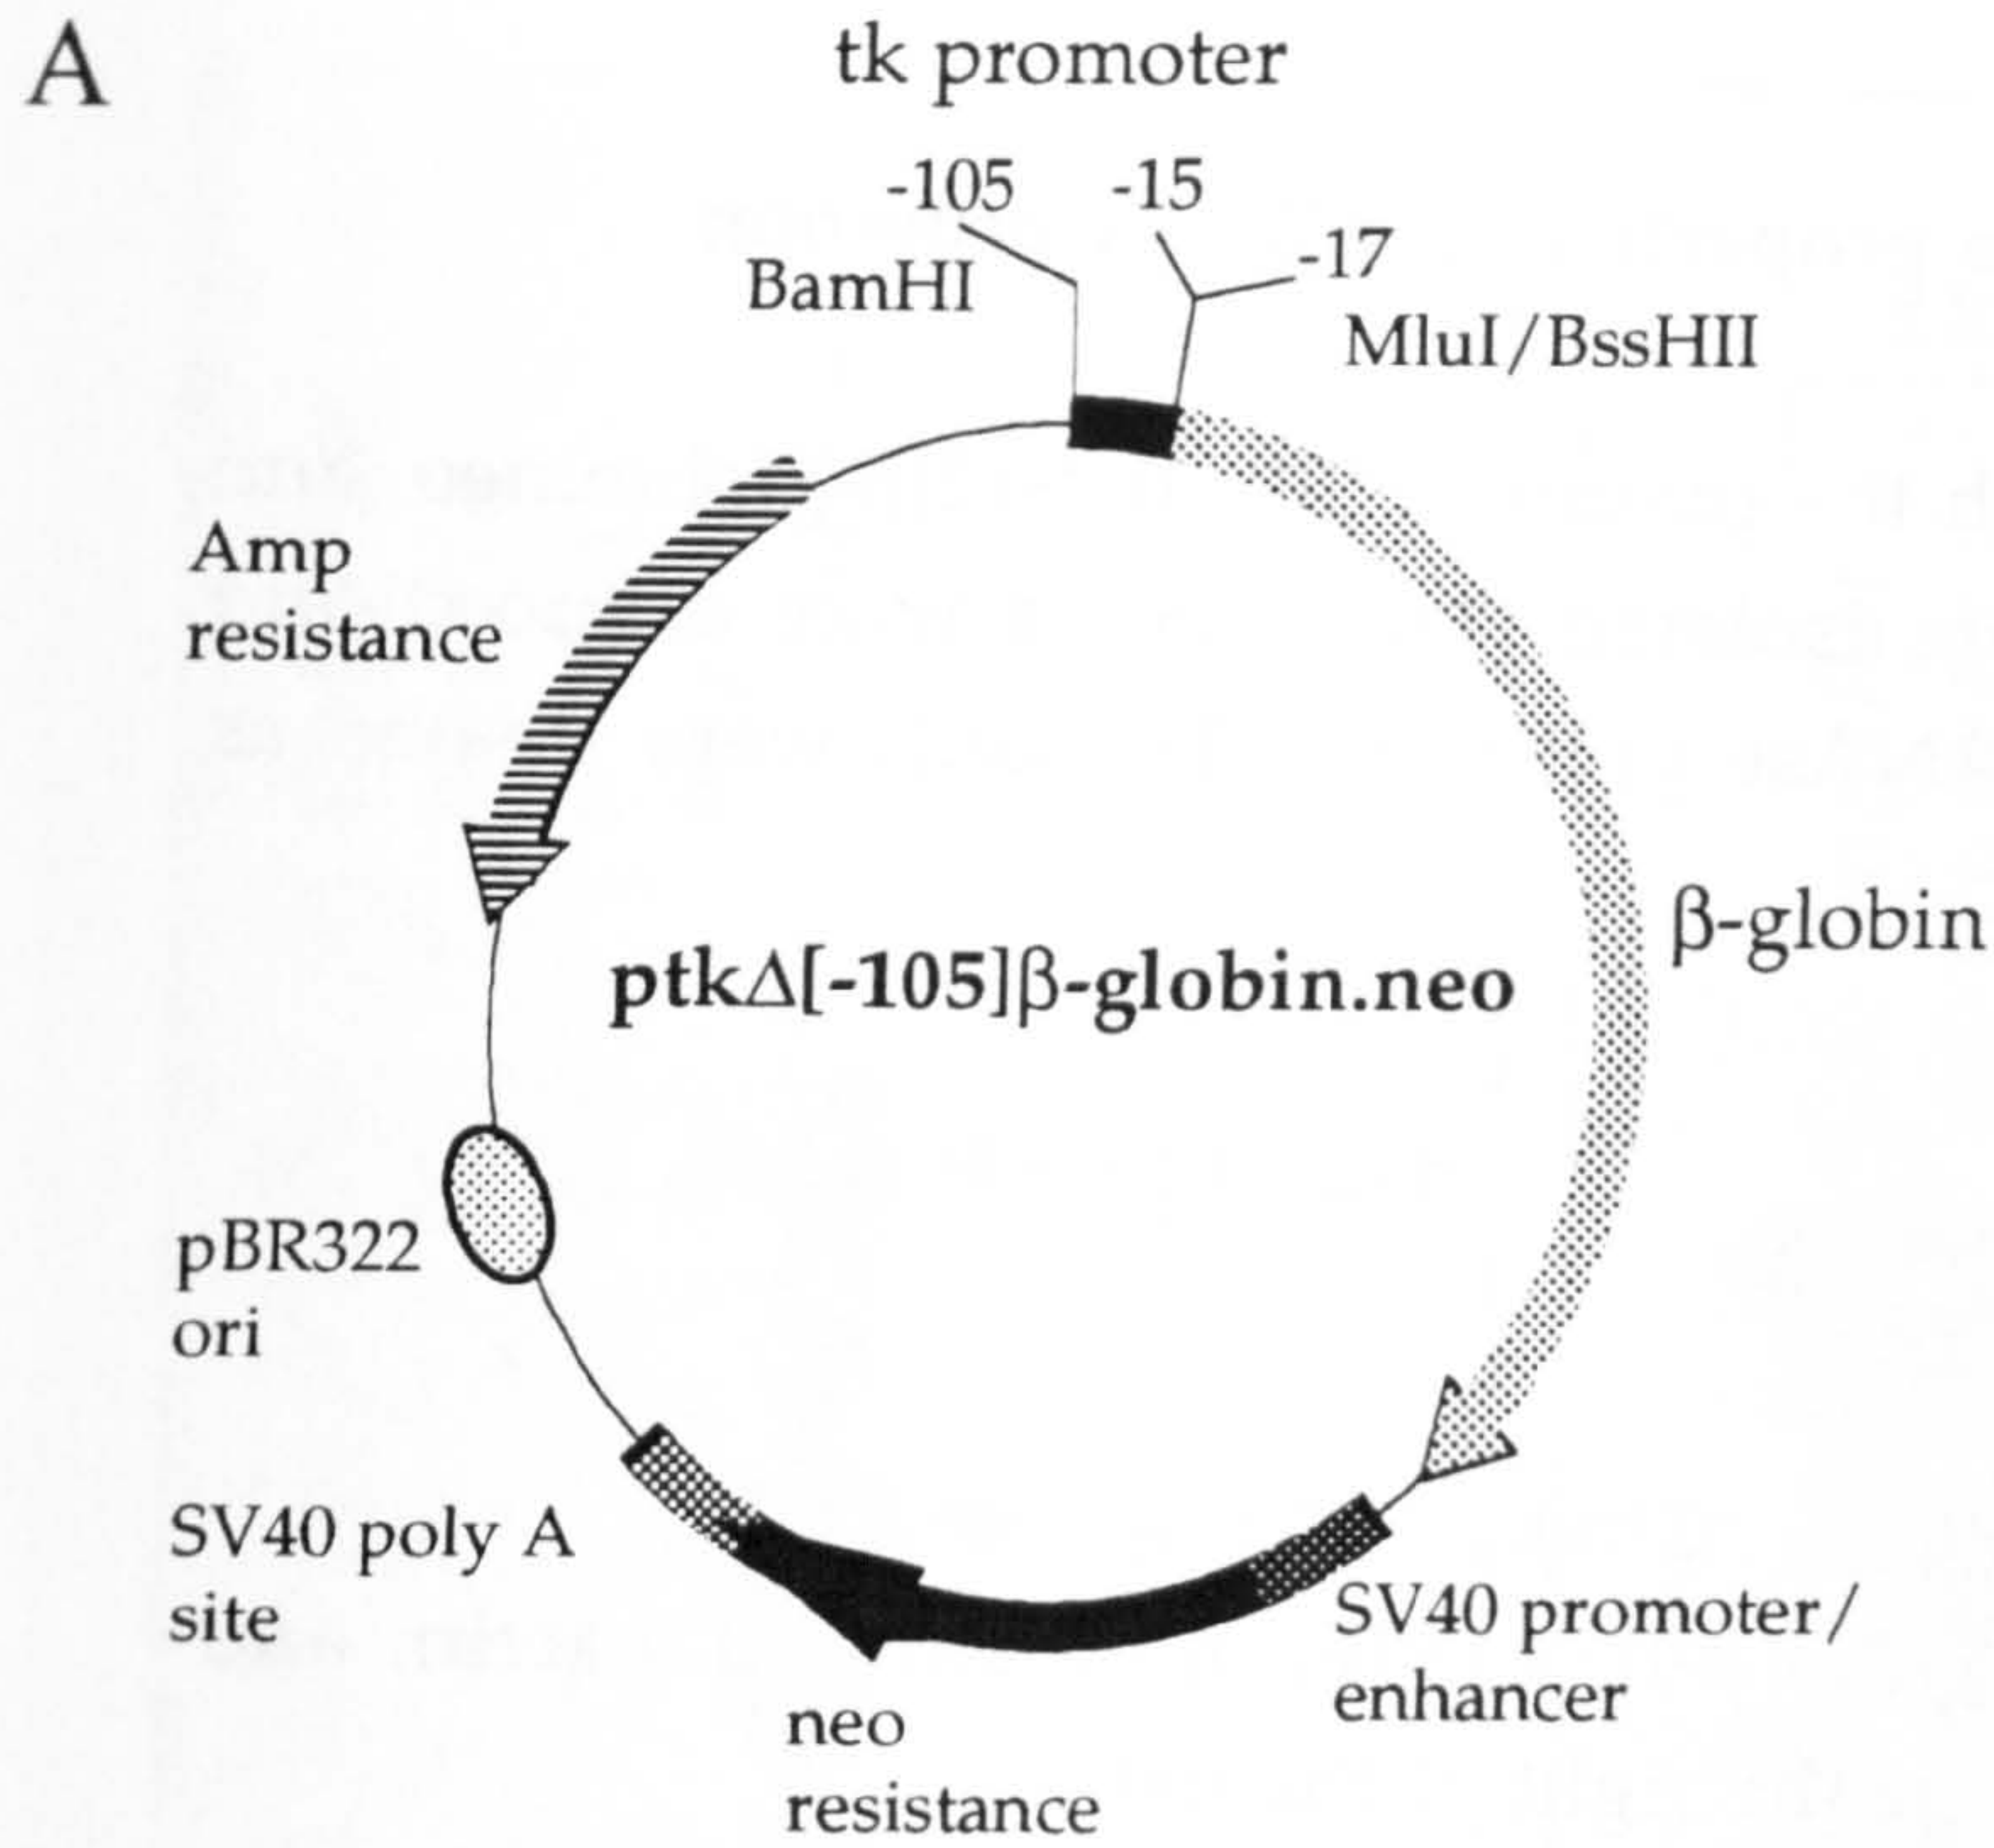 A
tk promoter
-105
-15
-17
BamHI
MluI/BssHII
Amp
resistance
β-globin
ptkΔ[-105]β-globin.neo
pBR322
ori
SV40 poly A
site
SV40 promoter/
enhancer
neo
resistance